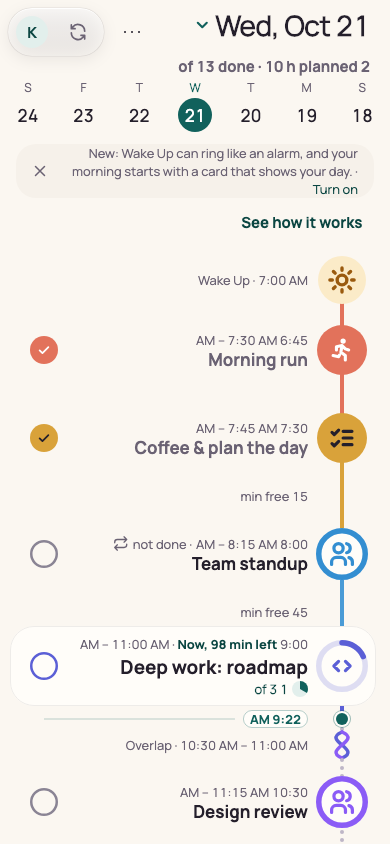 K
Wed, Oct 21
of 13 done · 10 h planned 2
S F T W T M S
24 23 22 21 20 19 18
New: Wake Up can ring like an alarm, and your
morning starts with a card that shows your day. ·
Turn on
See how it works
Wake Up · 7:00 AM
AM – 7:30 AM 6:45
Morning run
AM – 7:45 AM 7:30
Coffee & plan the day
min free 15
not done · AM – 8:15 AM 8:00
Team standup
min free 45
AM – 11:00 AM · Now, 98 min left 9:00
Deep work: roadmap
of 3 1
AM 9:22
Overlap · 10:30 AM – 11:00 AM
AM – 11:15 AM 10:30
Design review